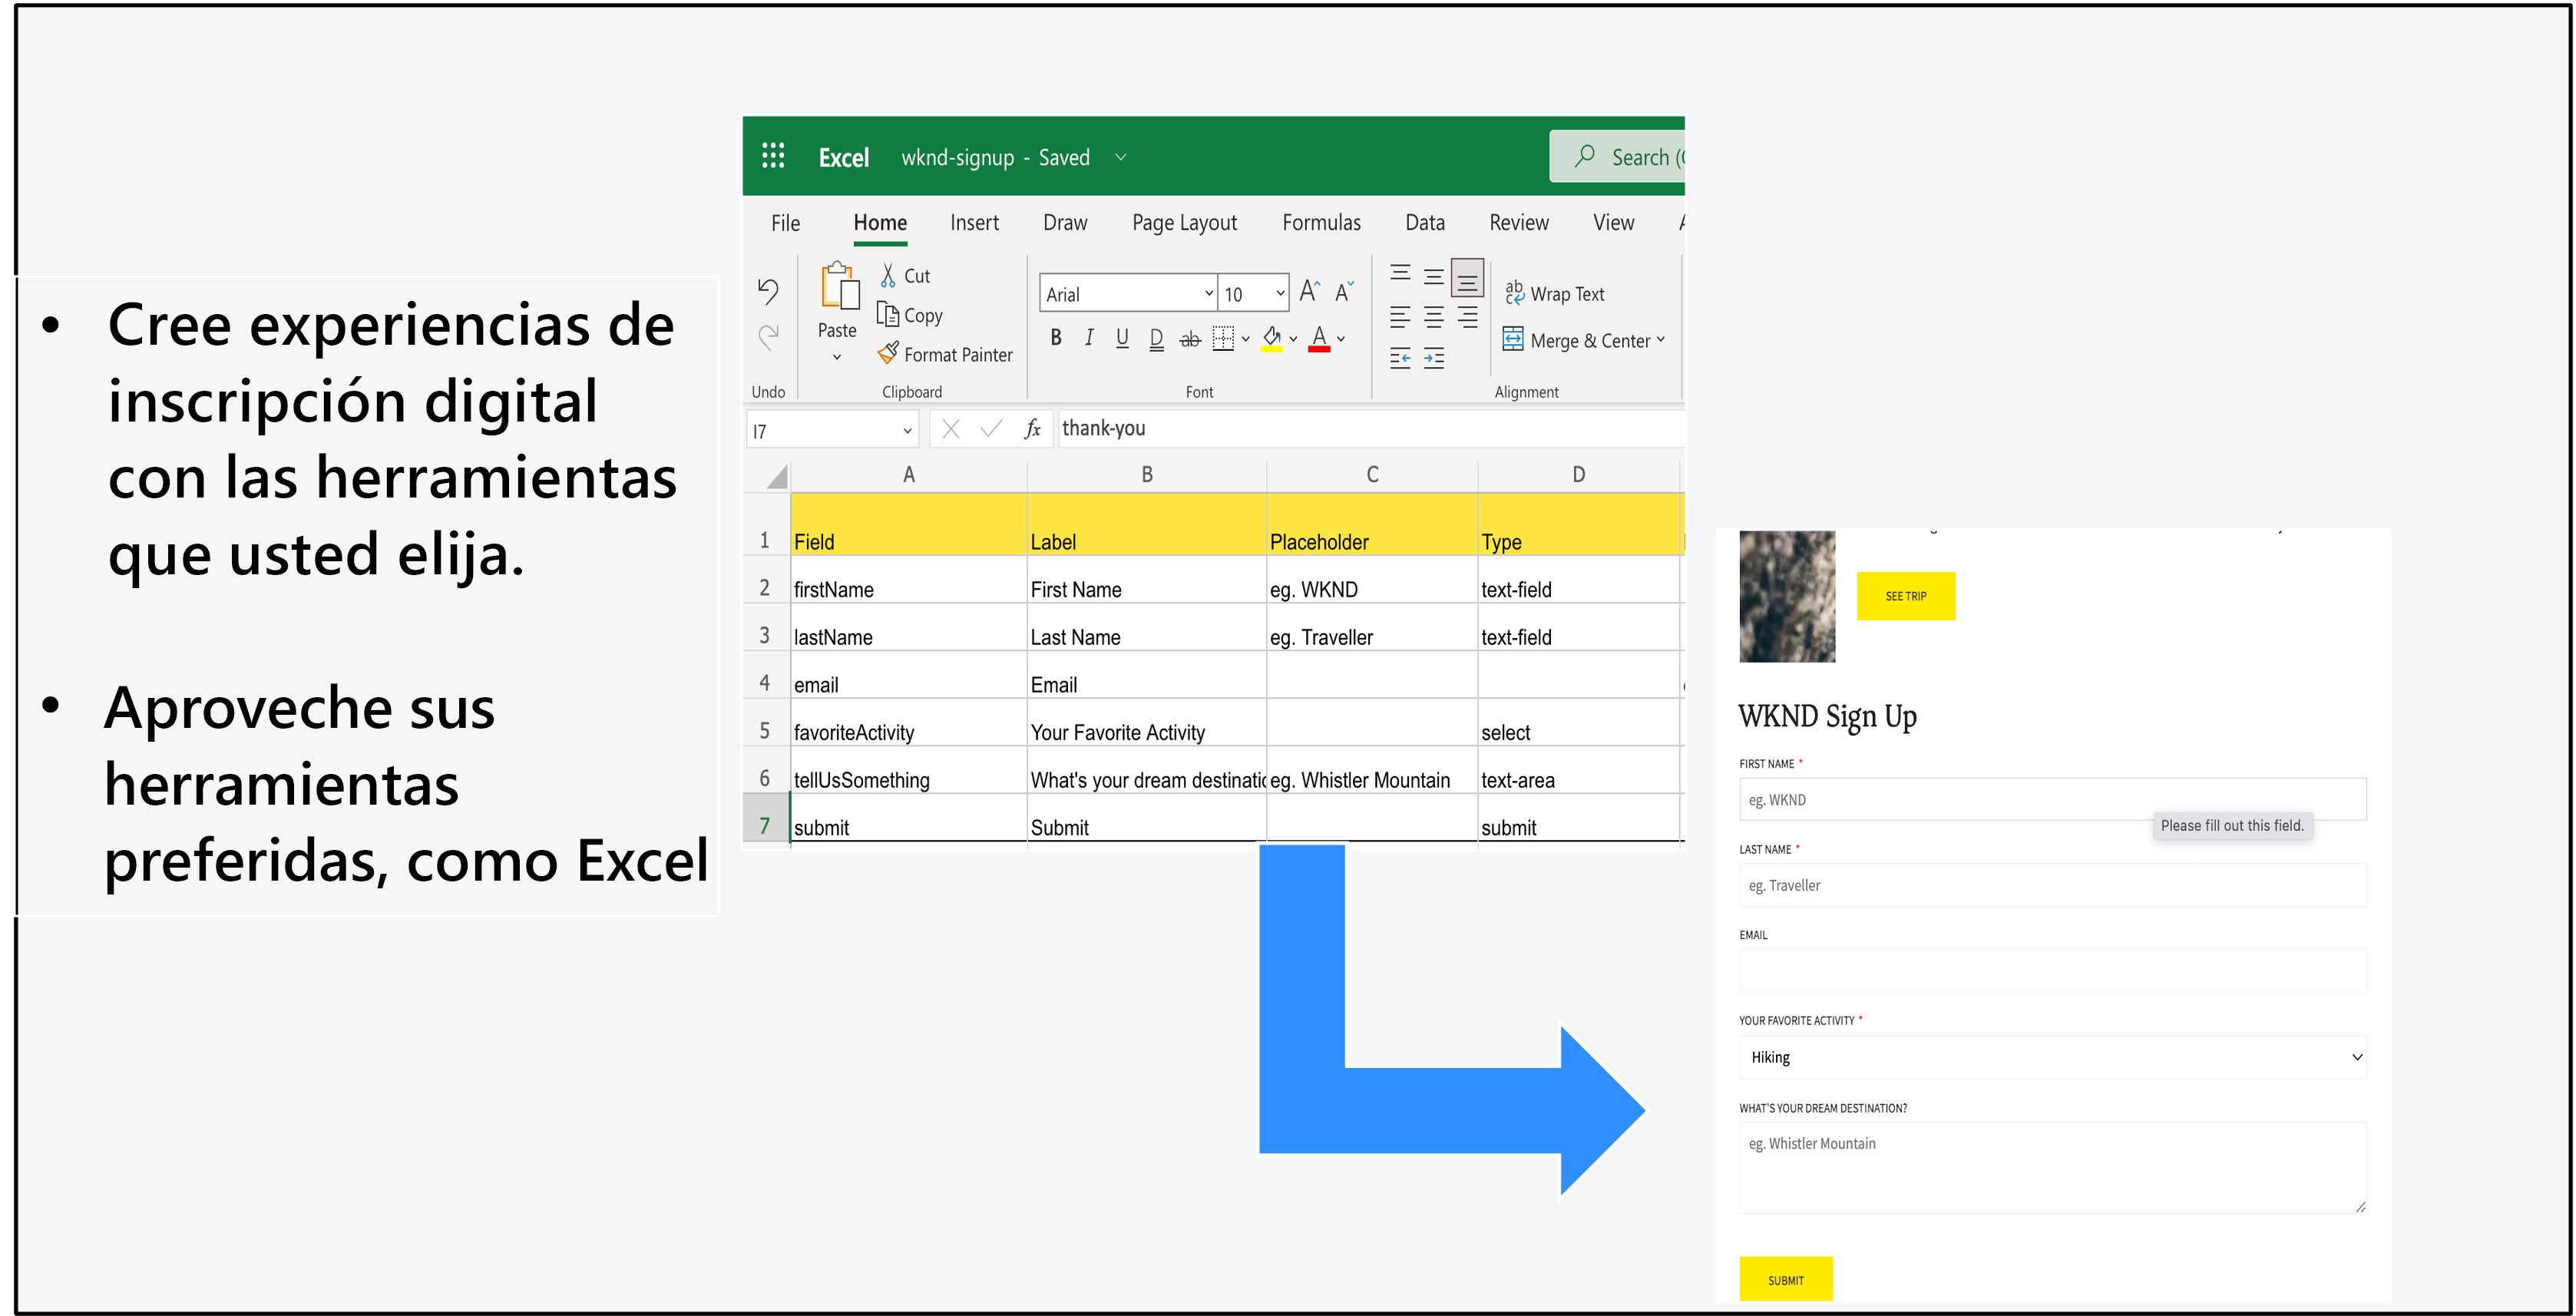 • Cree experiencias de
inscripción digital
con las herramientas
que usted elija.
• Aproveche sus
herramientas
preferidas, como Excel
Excel wknd-signup - Saved Search (
File Home Insert Draw Page Layout Formulas Data Review View
Cut
Copy
Paste
Format Painter
Arial 10
B I U D ab A
Wrap Text
Merge & Center
Undo Clipboard Font Alignment
I7 fx thank-you
A B C D
1 Field Label Placeholder Type
2 firstName First Name eg. WKND text-field
3 lastName Last Name eg. Traveller text-field
4 email Email
5 favoriteActivity Your Favorite Activity select
6 tellUsSomething What's your dream destinatio eg. Whistler Mountain text-area
7 submit Submit submit
SEE TRIP
WKND Sign Up
FIRST NAME *
eg. WKND
Please fill out this field.
LAST NAME *
eg. Traveller
EMAIL
YOUR FAVORITE ACTIVITY *
Hiking
WHAT'S YOUR DREAM DESTINATION?
eg. Whistler Mountain
SUBMIT